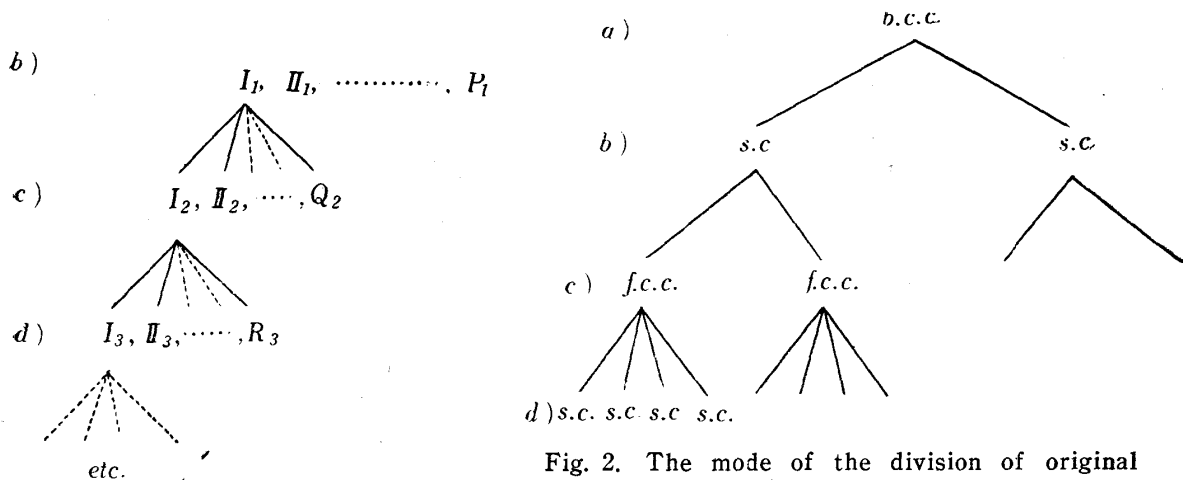 b)
I₁, II₁, ············, P₁
c)
I₂, II₂, ····, Q₂
d)
I₃, II₃, ······, R₃
etc.
a)
b.c.c.
b)
s.c s.c.
c) f.c.c. f.c.c.
d) s.c. s.c s.c s.c.
Fig. 2. The mode of the division of original